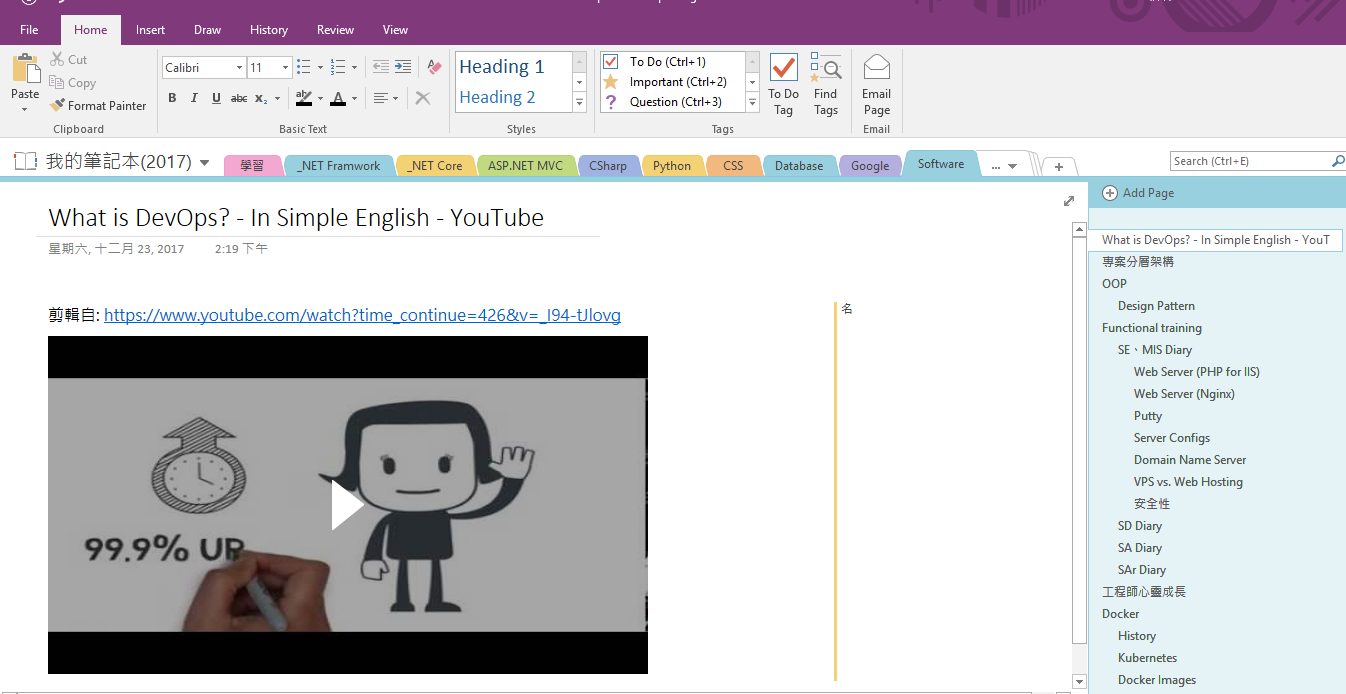 File Home Insert Draw History Review View
Cut
Copy
Format Painter
Paste
Clipboard
Calibri 11
B I U abc X₂ ab A
Basic Text
Heading 1
Heading 2
Styles
To Do (Ctrl+1)
Important (Ctrl+2)
Question (Ctrl+3)
Tags
To Do
Tag
Find
Tags
Email
Page
Email
我的筆記本(2017) 學習 _NET Framwork _NET Core ASP.NET MVC CSharp Python CSS Database Google Software ... + Search (Ctrl+E)
What is DevOps? - In Simple English - YouTube
星期六, 十二月 23, 2017 2:19 下午
剪輯自: https://www.youtube.com/watch?time_continue=426&v=_I94-tJlovg
名
99.9% UP
Add Page
What is DevOps? - In Simple English - YouT
專案分層架構
OOP
Design Pattern
Functional training
SE、MIS Diary
Web Server (PHP for IIS)
Web Server (Nginx)
Putty
Server Configs
Domain Name Server
VPS vs. Web Hosting
安全性
SD Diary
SA Diary
SAr Diary
工程師心靈成長
Docker
History
Kubernetes
Docker Images